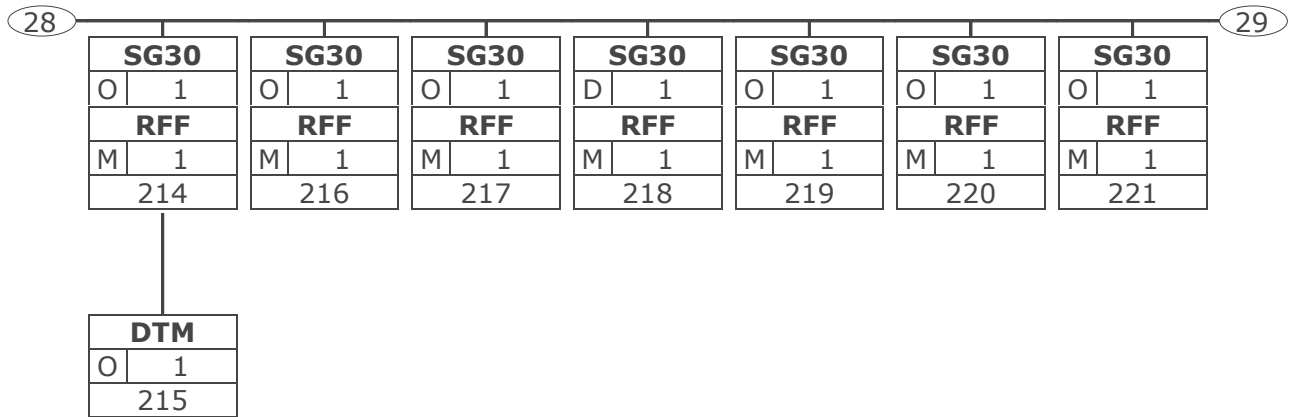 28 29
SG30 SG30 SG30 SG30 SG30 SG30 SG30
O 1 O 1 O 1 D 1 O 1 O 1 O 1
RFF RFF RFF RFF RFF RFF RFF
M 1 M 1 M 1 M 1 M 1 M 1 M 1
214 216 217 218 219 220 221
DTM
O 1
215